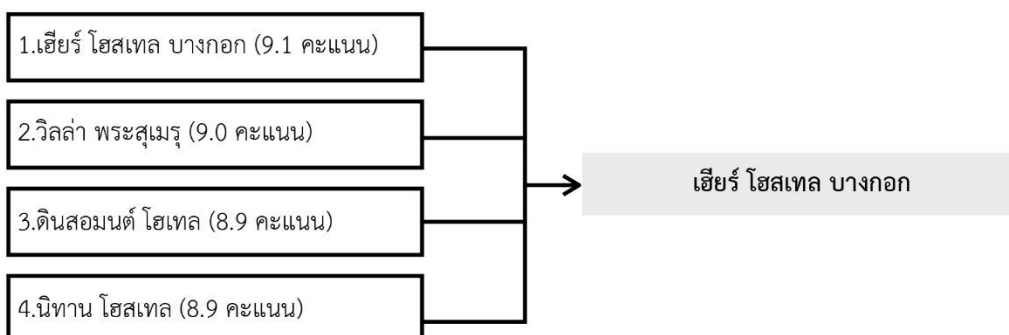 1.เฮียร์ โฮสเทล บางกอก (9.1 คะแนน)
2.วิลล่า พระสุเมรุ (9.0 คะแนน)
3.ดินสอมนต์ โฮเทล (8.9 คะแนน)
4.นิทาน โฮสเทล (8.9 คะแนน)
เฮียร์ โฮสเทล บางกอก